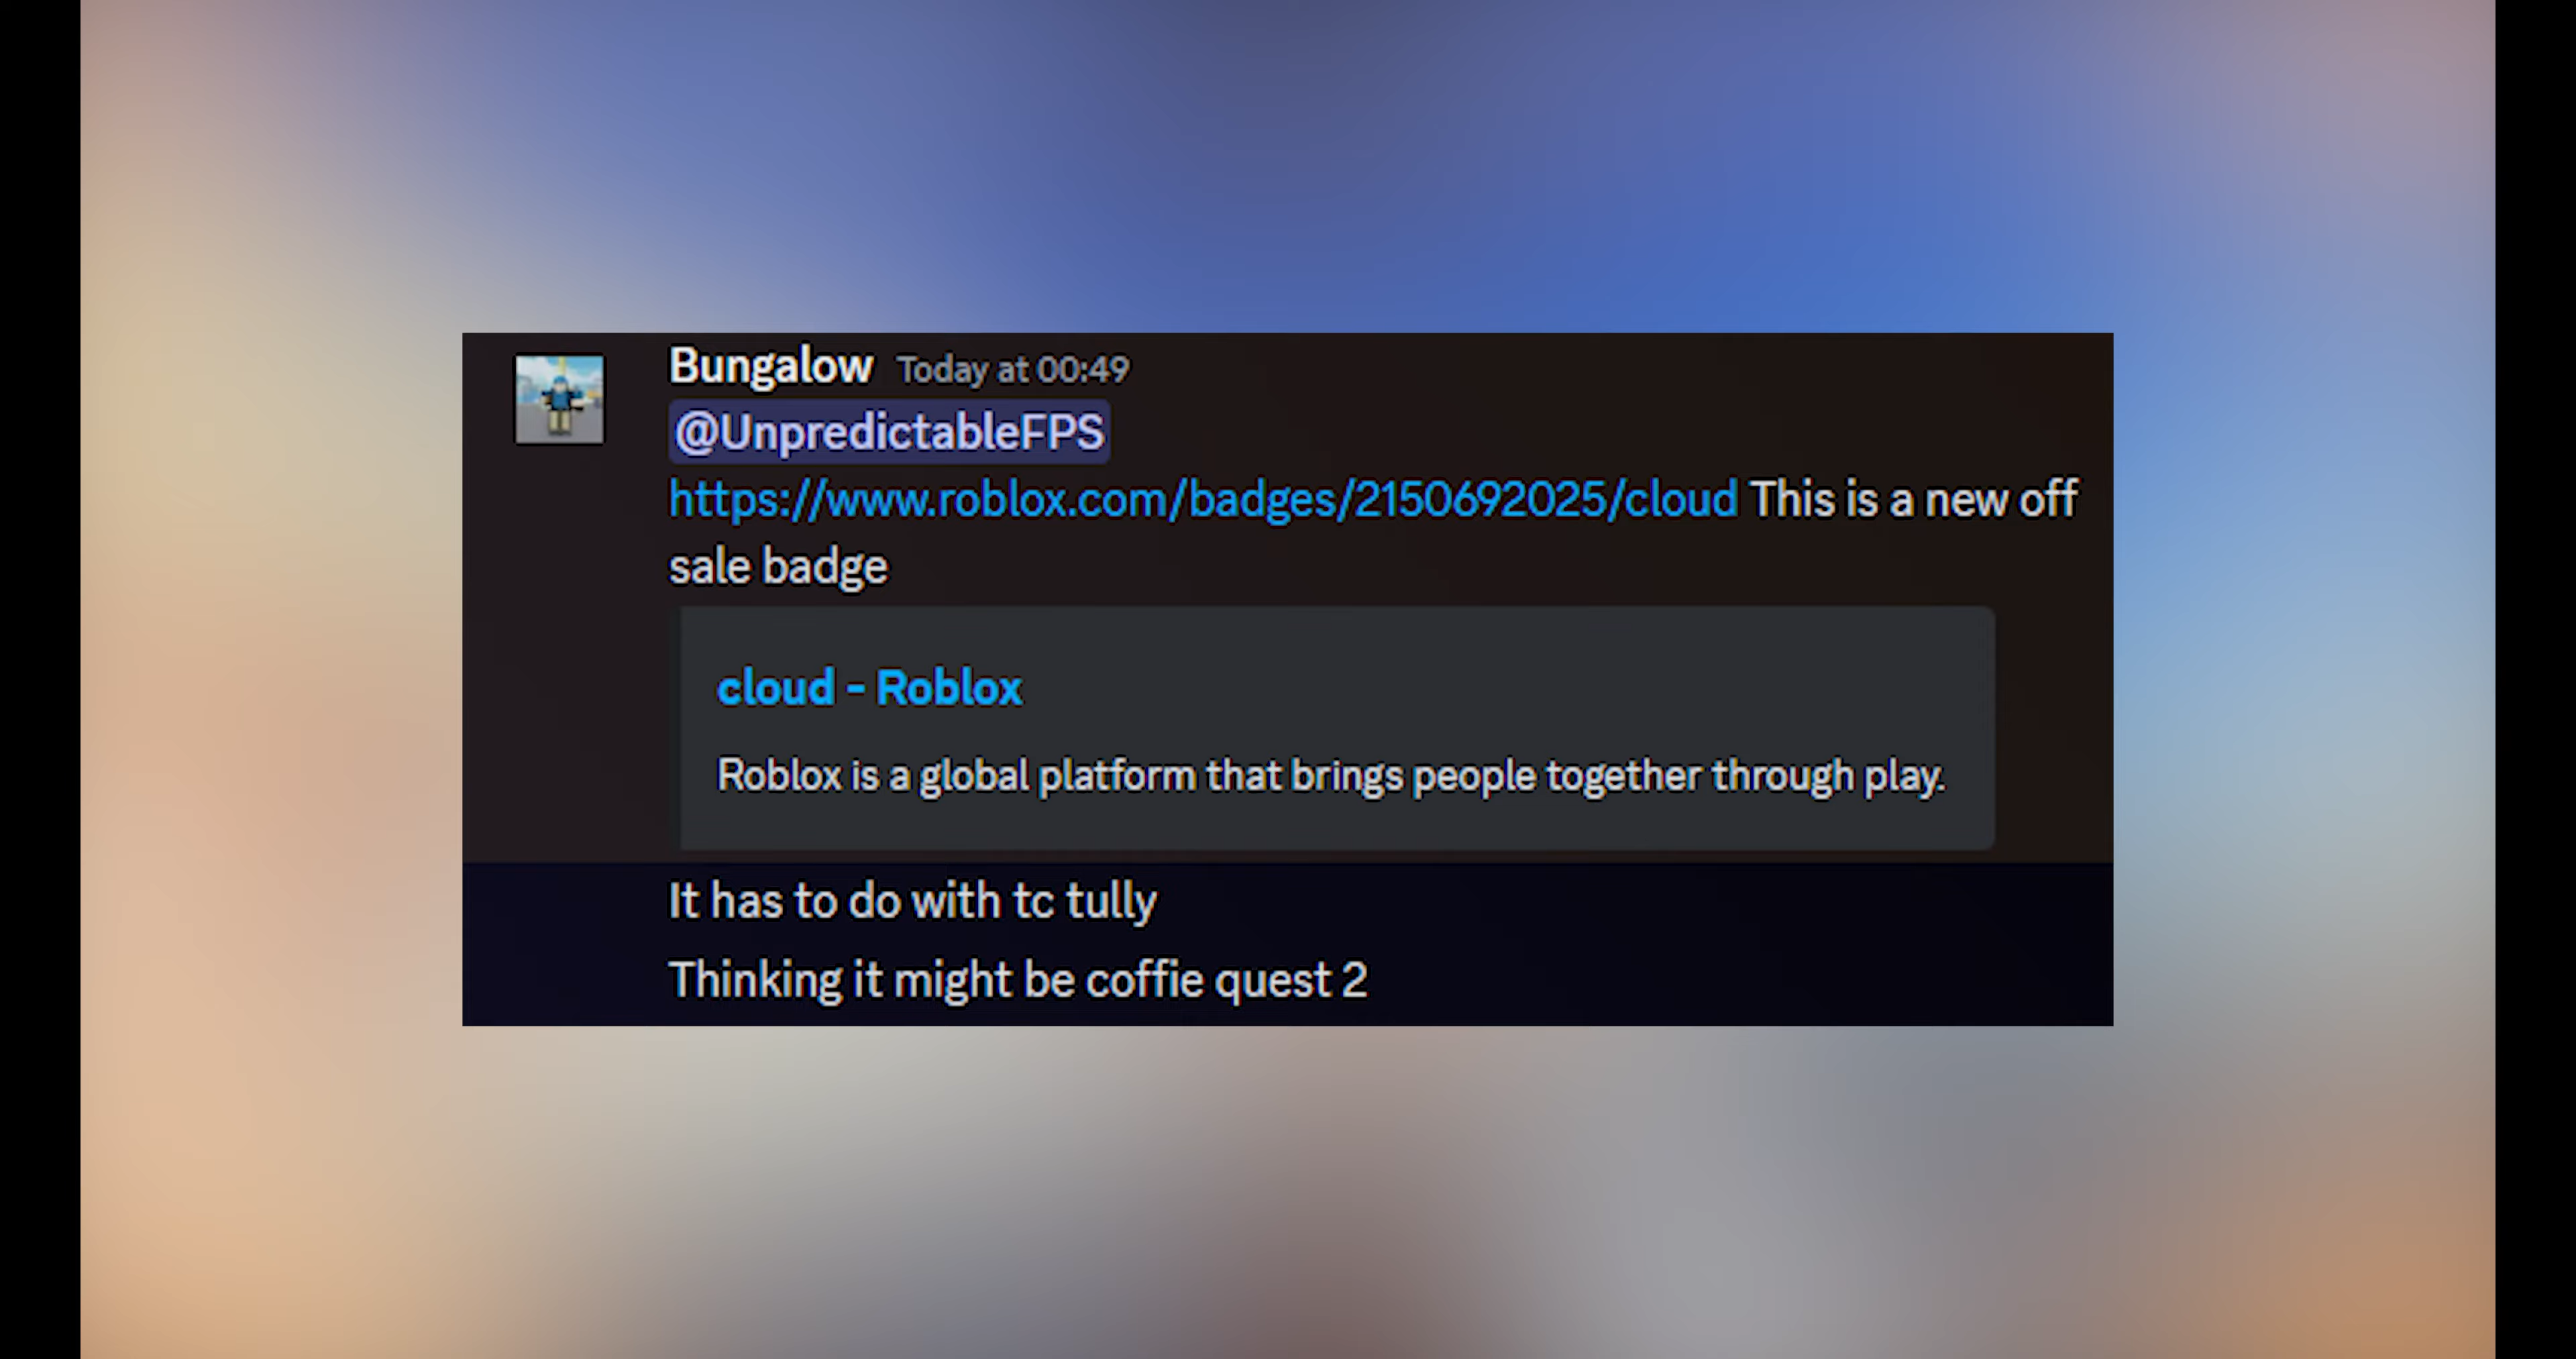 Bungalow Today at 00:49
@UnpredictableFPS
https://www.roblox.com/badges/2150692025/cloud This is a new off
sale badge
cloud - Roblox
Roblox is a global platform that brings people together through play.
It has to do with tc tully
Thinking it might be coffie quest 2